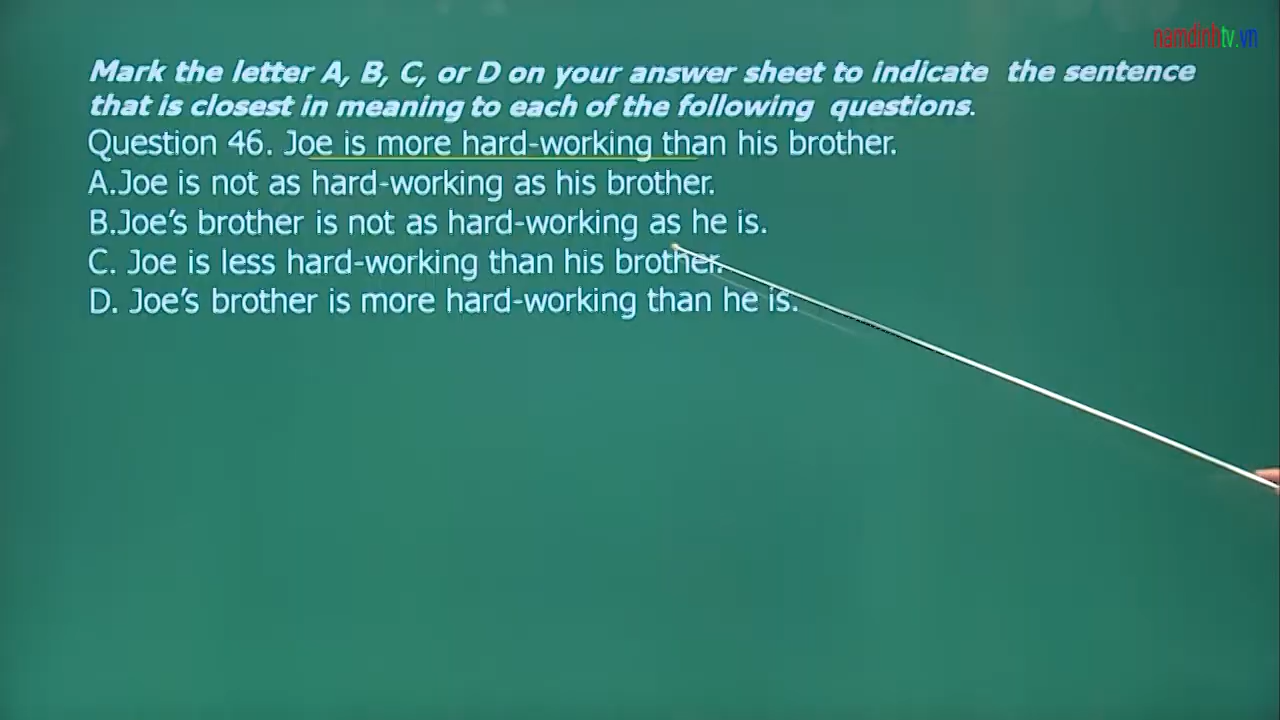 namdinhtv.vn
Mark the letter A, B, C, or D on your answer sheet to indicate the sentence
that is closest in meaning to each of the following questions.
Question 46. Joe is more hard-working than his brother.
A.Joe is not as hard-working as his brother.
B.Joe’s brother is not as hard-working as he is.
C. Joe is less hard-working than his brother.
D. Joe’s brother is more hard-working than he is.